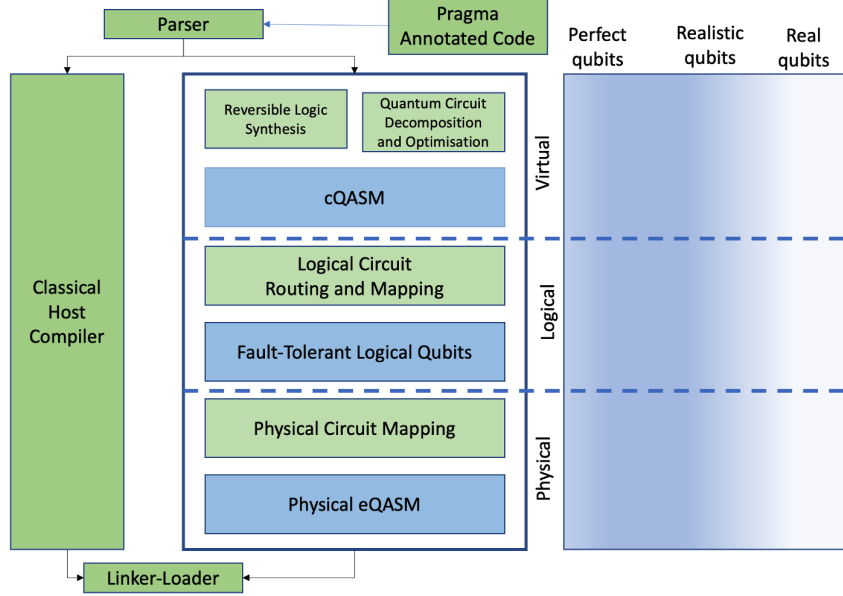 Parser
Pragma
Annotated Code
Perfect
qubits
Realistic
qubits
Real
qubits
Reversible Logic
Synthesis
Quantum Circuit
Decomposition
and Optimisation
cQASM
Virtual
Classical
Host
Compiler
Logical Circuit
Routing and Mapping
Fault-Tolerant Logical Qubits
Logical
Physical Circuit Mapping
Physical eQASM
Physical
Linker-Loader